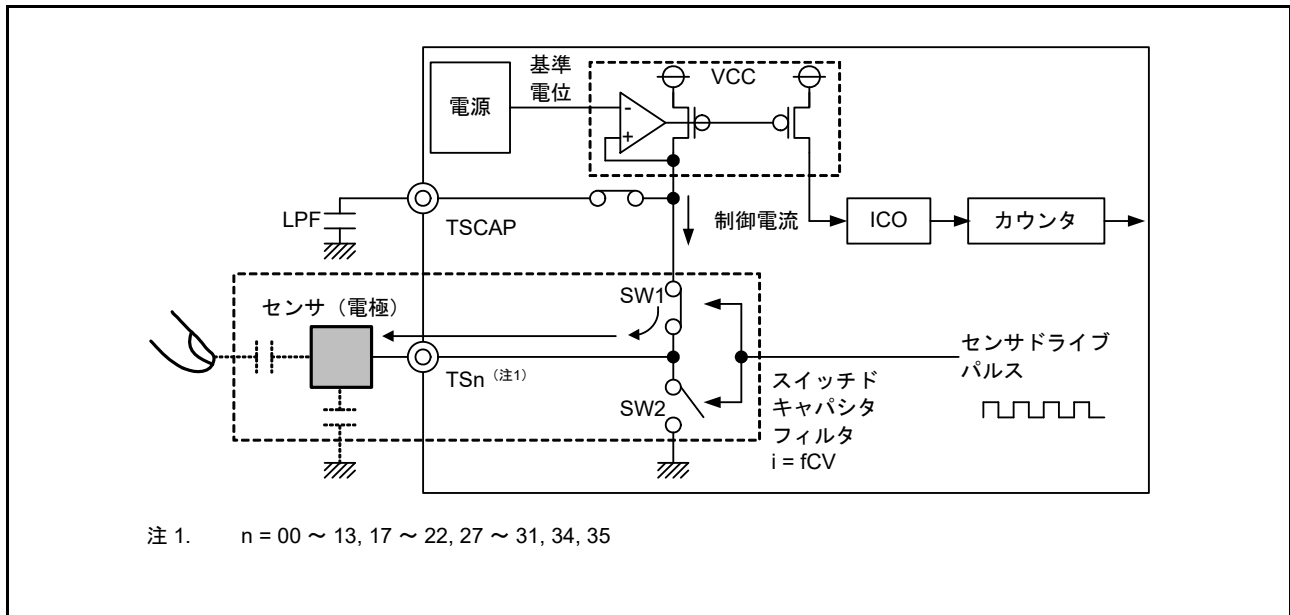 基準
電位
VCC
電源
-
+
LPF
TSCAP
制御電流
ICO
カウンタ
センサ（電極）
SW1
TSn（注1）
SW2
スイッチド
キャパシタ
フィルタ
i = fCV
センサドライブ
パルス
注 1. n = 00 ～ 13, 17 ～ 22, 27 ～ 31, 34, 35